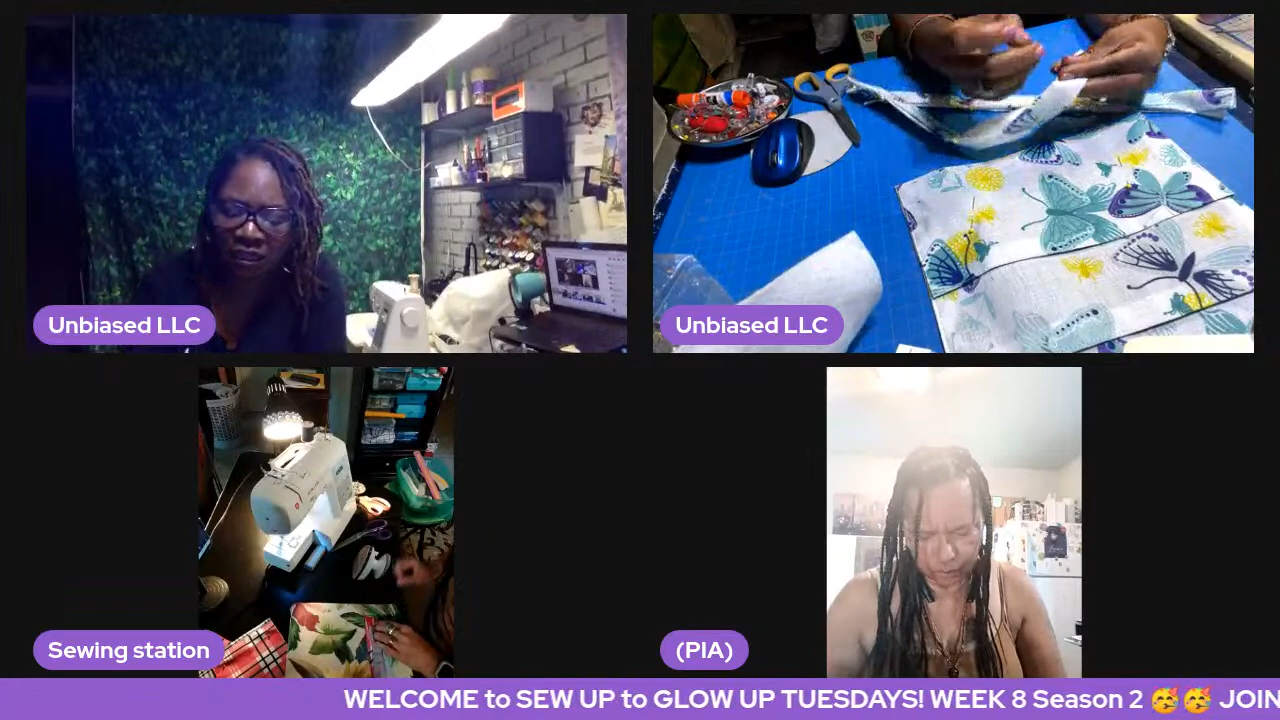 Unbiased LLC
Unbiased LLC
Sewing station
(PIA)
WELCOME to SEW UP to GLOW UP TUESDAYS! WEEK 8 Season 2 🥳🥳 JOIN